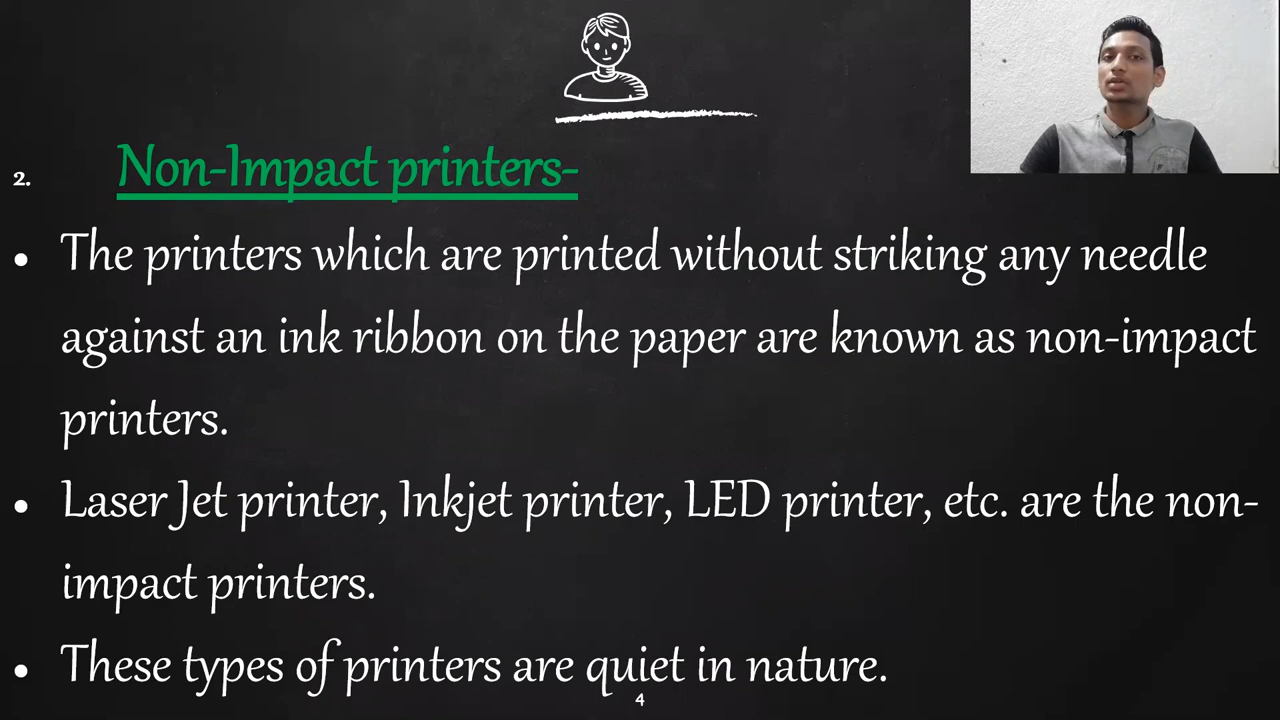 2. Non-Impact printers-
• The printers which are printed without striking any needle
against an ink ribbon on the paper are known as non-impact
printers.
• Laser Jet printer, Inkjet printer, LED printer, etc. are the non-
impact printers.
• These types of printers are quiet in nature.
4